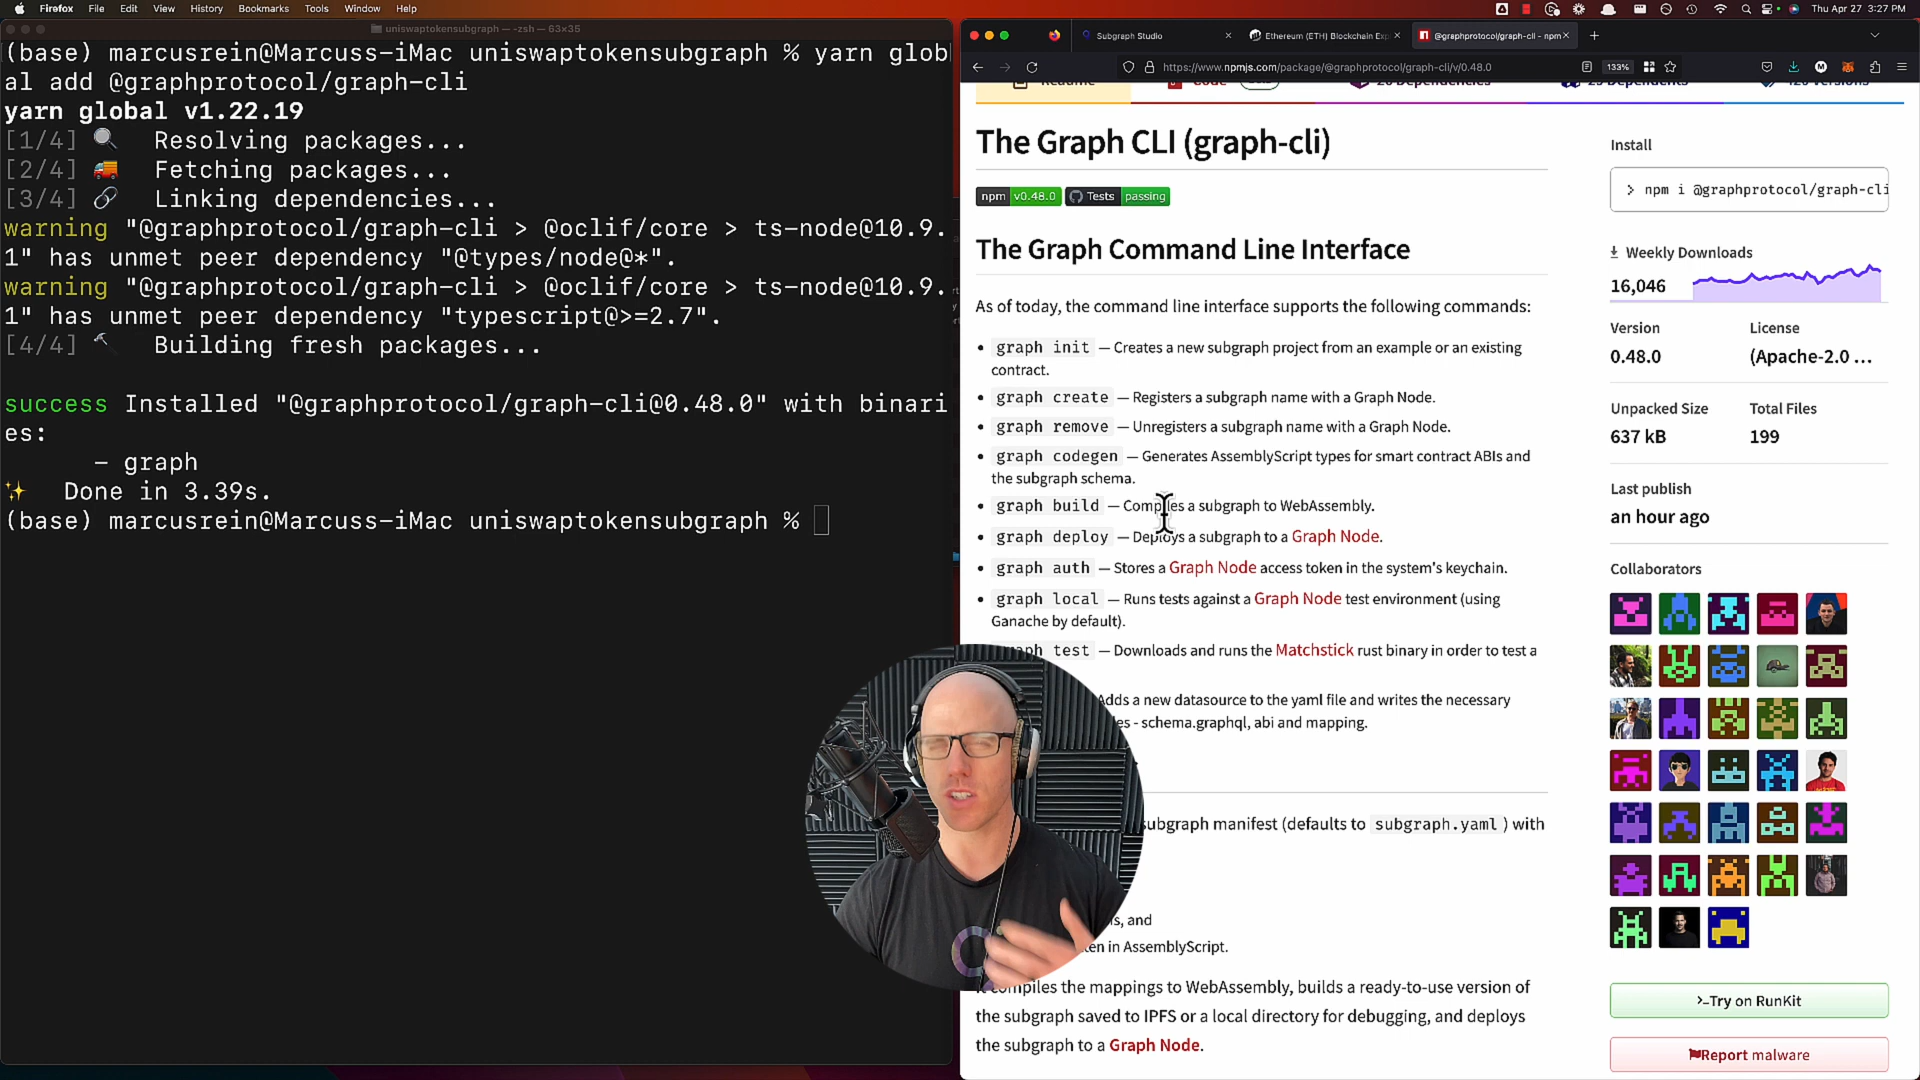 Firefox File Edit View History Bookmarks Tools Window Help
Thu Apr 27 3:27 PM
uniswaptokensubgraph — -zsh — 63×35
(base) marcusrein@Marcuss-iMac uniswaptokensubgraph % yarn glob
al add @graphprotocol/graph-cli
yarn global v1.22.19
[1/4] Resolving packages...
[2/4] Fetching packages...
[3/4] Linking dependencies...
warning "@graphprotocol/graph-cli > @oclif/core > ts-node@10.9.
1" has unmet peer dependency "@types/node@*".
warning "@graphprotocol/graph-cli > @oclif/core > ts-node@10.9.
1" has unmet peer dependency "typescript@>=2.7".
[4/4] Building fresh packages...
success Installed "@graphprotocol/graph-cli@0.48.0" with binari
es:
– graph
Done in 3.39s.
(base) marcusrein@Marcuss-iMac uniswaptokensubgraph %
Subgraph Studio
Ethereum (ETH) Blockchain Exp
@graphprotocol/graph-cli - npm
https://www.npmjs.com/package/@graphprotocol/graph-cli/v/0.48.0
133%
The Graph CLI (graph-cli)
npm v0.48.0 Tests passing
The Graph Command Line Interface
As of today, the command line interface supports the following commands:
graph init — Creates a new subgraph project from an example or an existing
contract.
graph create — Registers a subgraph name with a Graph Node.
graph remove — Unregisters a subgraph name with a Graph Node.
graph codegen — Generates AssemblyScript types for smart contract ABIs and
the subgraph schema.
graph build — Compiles a subgraph to WebAssembly.
graph deploy — Deploys a subgraph to a Graph Node.
graph auth — Stores a Graph Node access token in the system's keychain.
graph local — Runs tests against a Graph Node test environment (using
Ganache by default).
test — Downloads and runs the Matchstick rust binary in order to test a
Adds a new datasource to the yaml file and writes the necessary
- schema.graphql, abi and mapping.
subgraph manifest (defaults to subgraph.yaml ) with
and
in AssemblyScript.
compiles the mappings to WebAssembly, builds a ready-to-use version of
the subgraph saved to IPFS or a local directory for debugging, and deploys
the subgraph to a Graph Node.
Install
> npm i @graphprotocol/graph-cli
Weekly Downloads
16,046
Version License
0.48.0 (Apache-2.0 ...
Unpacked Size Total Files
637 kB 199
Last publish
an hour ago
Collaborators
Try on RunKit
Report malware